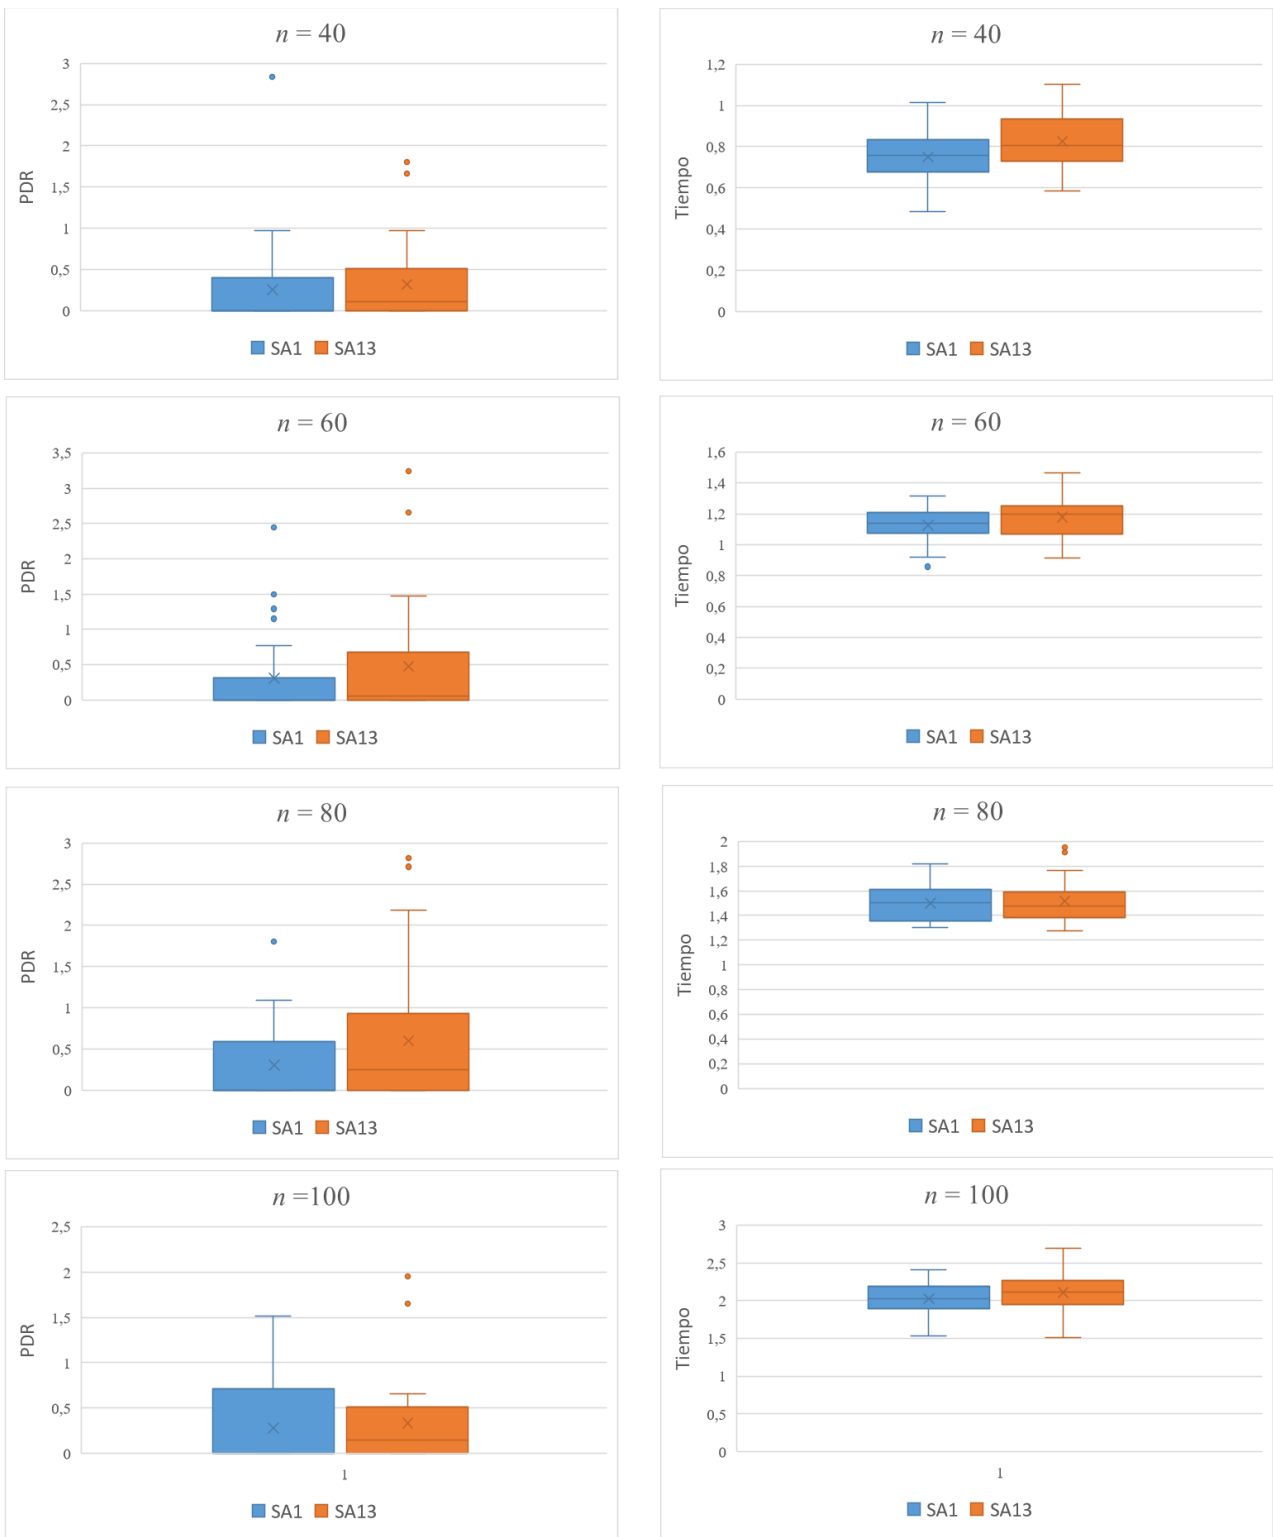 n = 40
3
2,5
2
1,5
1
0,5
0
PDR
SA1 SA13
n = 40
1,2
1
0,8
0,6
0,4
0,2
0
Tiempo
SA1 SA13
n = 60
3,5
3
2,5
2
1,5
1
0,5
0
PDR
SA1 SA13
n = 60
1,6
1,4
1,2
1
0,8
0,6
0,4
0,2
0
Tiempo
SA1 SA13
n = 80
3
2,5
2
1,5
1
0,5
0
PDR
SA1 SA13
n = 80
2
1,8
1,6
1,4
1,2
1
0,8
0,6
0,4
0,2
0
Tiempo
SA1 SA13
n =100
2,5
2
1,5
1
0,5
0
PDR
1
SA1 SA13
n = 100
3
2,5
2
1,5
1
0,5
0
Tiempo
1
SA1 SA13